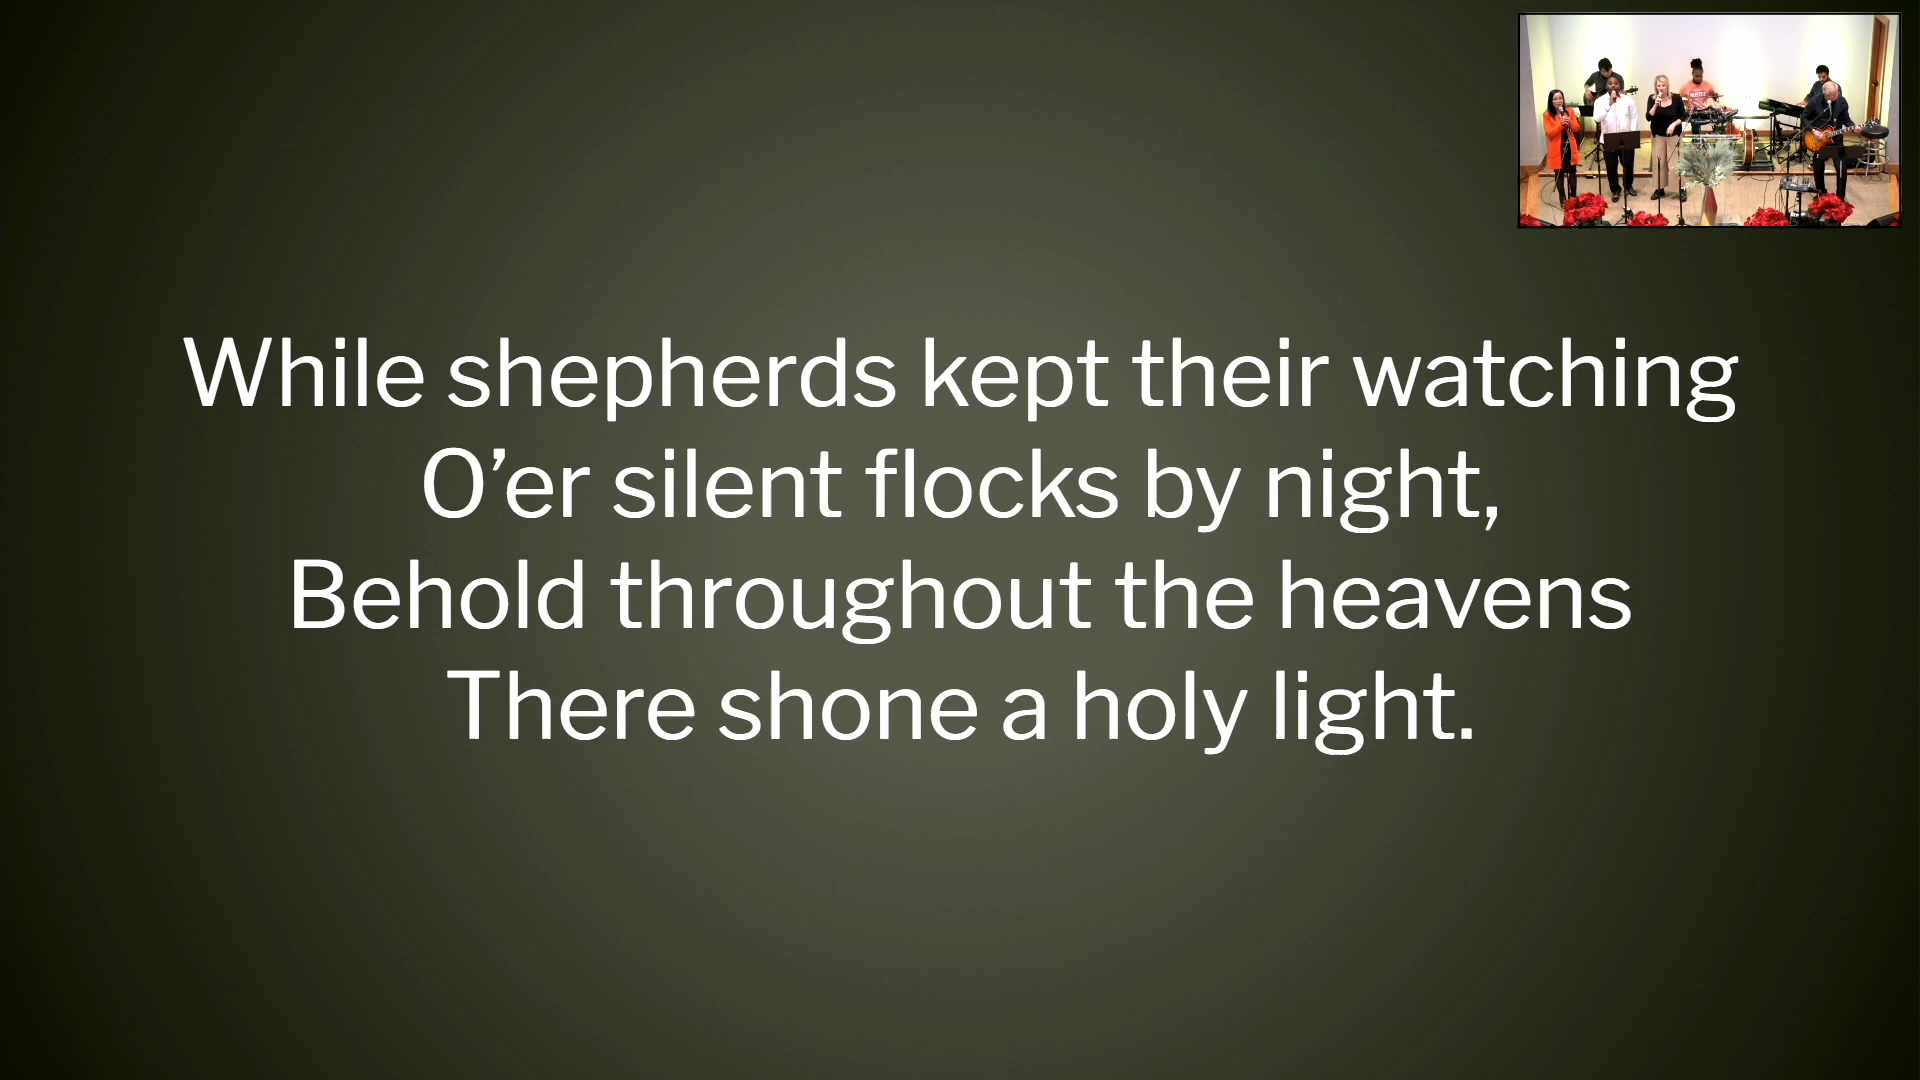 While shepherds kept their watching
O’er silent flocks by night,
Behold throughout the heavens
There shone a holy light.